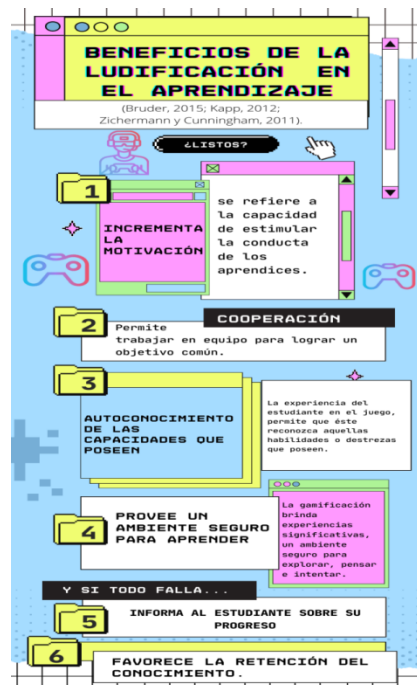 BENEFICIOS DE LA
LUDIFICACIÓN EN
EL APRENDIZAJE
(Bruder, 2015; Kapp, 2012;
Zichermann y Cunningham, 2011).
¿LISTOS?
1
INCREMENTA
LA
MOTIVACIÓN
se refiere a
la capacidad
de estimular
la conducta
de los
aprendices.
2
COOPERACIÓN
Permite
trabajar en equipo para lograr un
objetivo común.
3
AUTOCONOCIMIENTO
DE LAS
CAPACIDADES QUE
POSEEN
La experiencia del
estudiante en el juego,
permite que éste
reconozca aquellas
habilidades o destrezas
que poseen.
4
PROVEE UN
AMBIENTE SEGURO
PARA APRENDER
La gamificación
brinda
experiencias
significativas,
un ambiente
seguro para
explorar, pensar
e intentar.
Y SI TODO FALLA...
5
INFORMA AL ESTUDIANTE SOBRE SU
PROGRESO
6
FAVORECE LA RETENCIÓN DEL
CONOCIMIENTO.